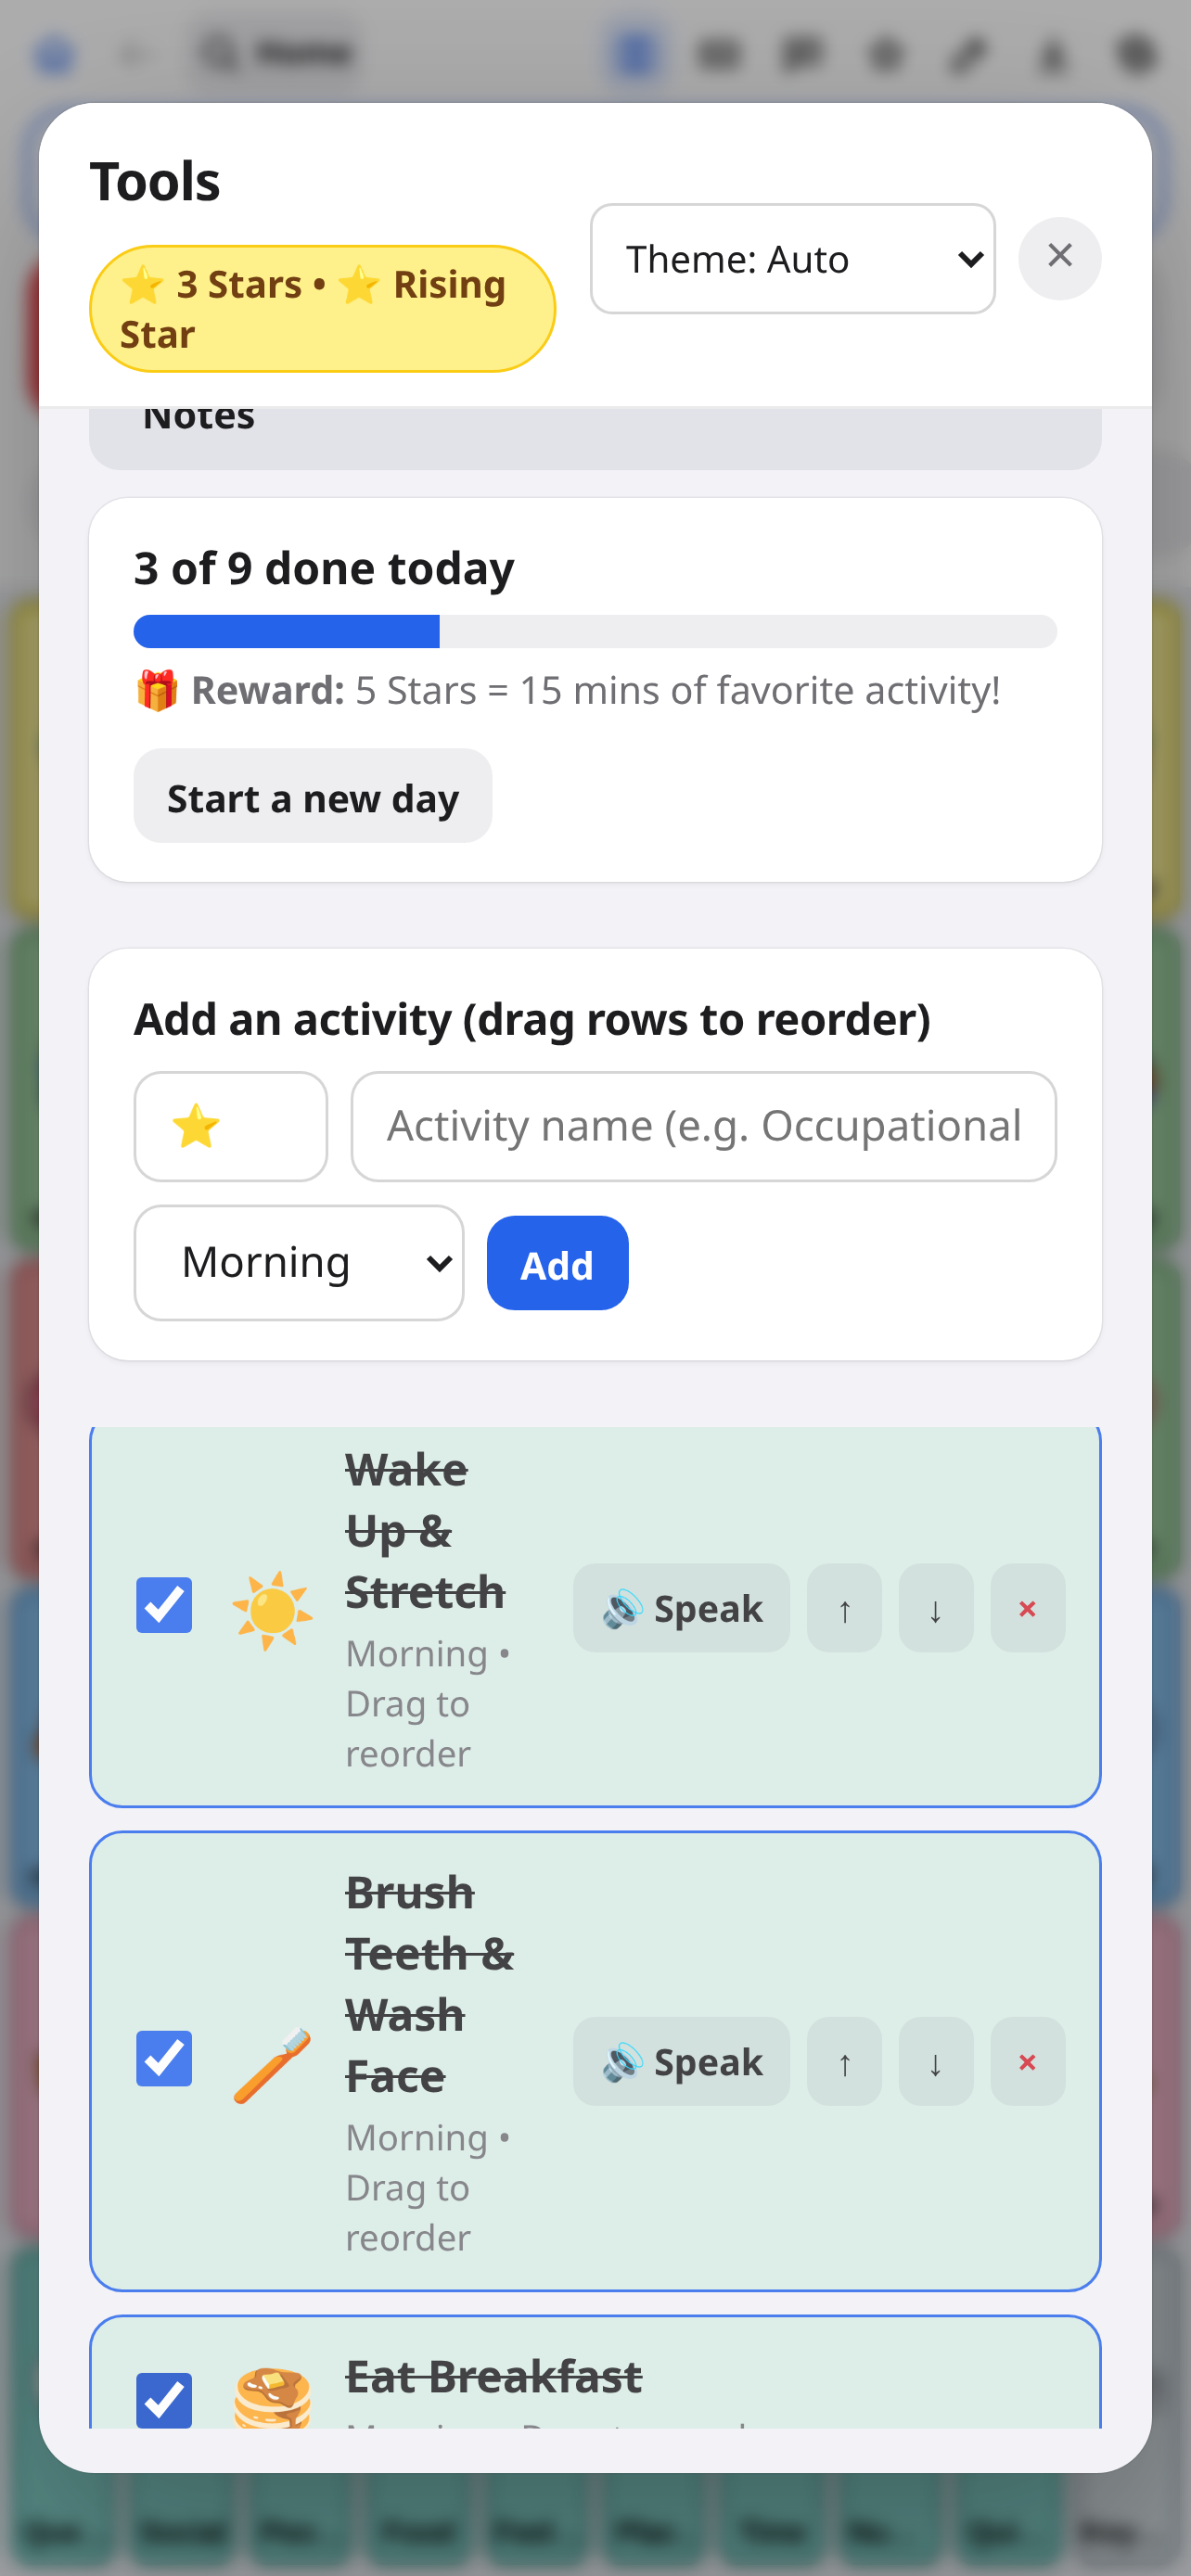 Home
Tools
⭐ 3 Stars • ⭐ Rising
Star
Theme: Auto
×
Notes
3 of 9 done today
🎁 Reward: 5 Stars = 15 mins of favorite activity!
Start a new day
Add an activity (drag rows to reorder)
⭐ Activity name (e.g. Occupational
Morning
Add
Wake
Up &
Stretch
Morning •
Drag to
reorder
🔊 Speak ↑ ↓ ×
Brush
Teeth &
Wash
Face
Morning •
Drag to
reorder
🔊 Speak ↑ ↓ ×
Eat Breakfast